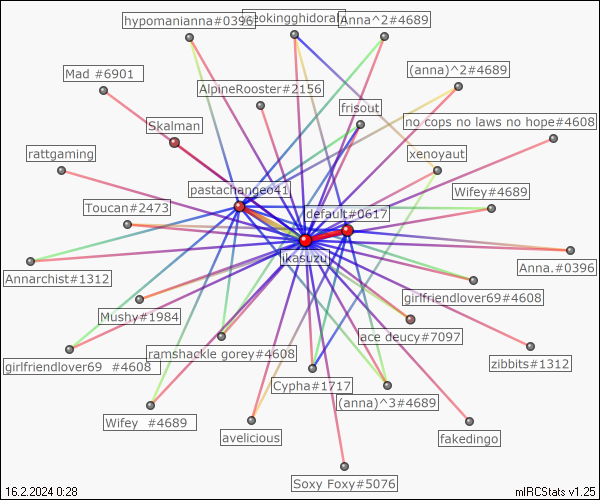 hypomanianna#0396
Anna^2#4689
Mad #6901
(anna)^2#4689
AlpineRooster#2156
frisout
no cops no laws no hope#4608
Skalman
rattgaming
xenoyaut
pastachangeo41
Wifey#4689
Toucan#2473
default#0617
likasuzu
Anna.#0396
Annarchist#1312
girlfriendlover69#4608
Mushy#1984
ace deucy#7097
ramshackle gorey#4608
zibbits#1312
girlfriendlover69 #4608
Cypha#1717
(anna)^3#4689
Wifey #4689
avelicious
fakedingo
Soxy Foxy#5076
16.2.2024 0:28
mIRCStats v1.25